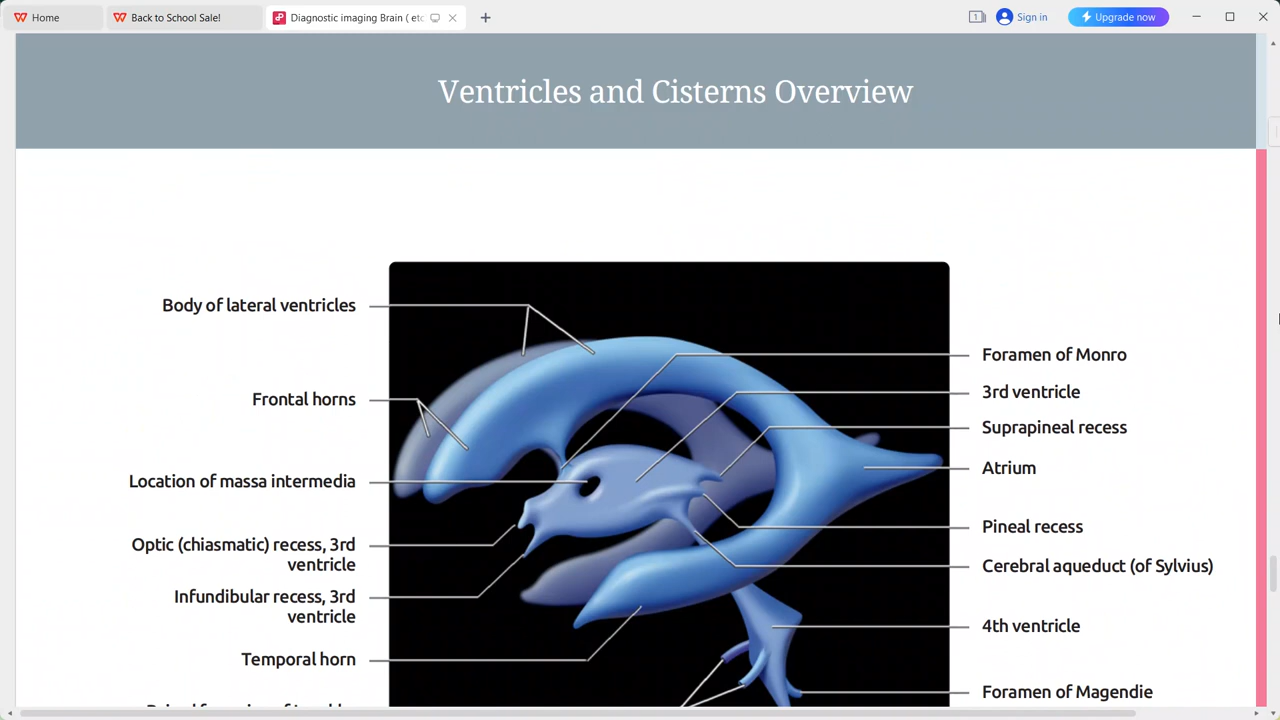 Home
Back to School Sale!
Diagnostic imaging Brain ( etc
1
Sign in
Upgrade now
Ventricles and Cisterns Overview
Body of lateral ventricles
Frontal horns
Location of massa intermedia
Optic (chiasmatic) recess, 3rd
ventricle
Infundibular recess, 3rd
ventricle
Temporal horn
Foramen of Monro
3rd ventricle
Suprapineal recess
Atrium
Pineal recess
Cerebral aqueduct (of Sylvius)
4th ventricle
Foramen of Magendie